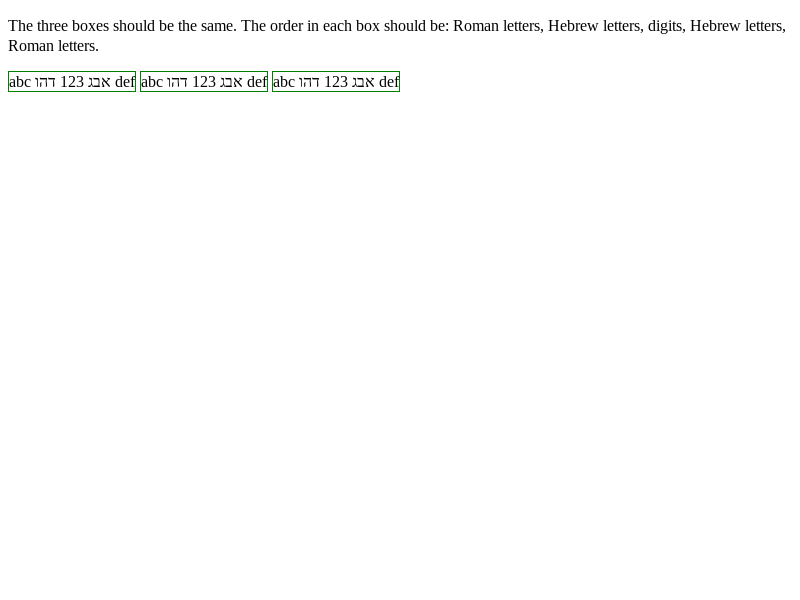 The three boxes should be the same. The order in each box should be: Roman letters, Hebrew letters, digits, Hebrew letters,
Roman letters.
abc אבג 123 דהו def abc אבג 123 דהו def abc אבג 123 דהו def